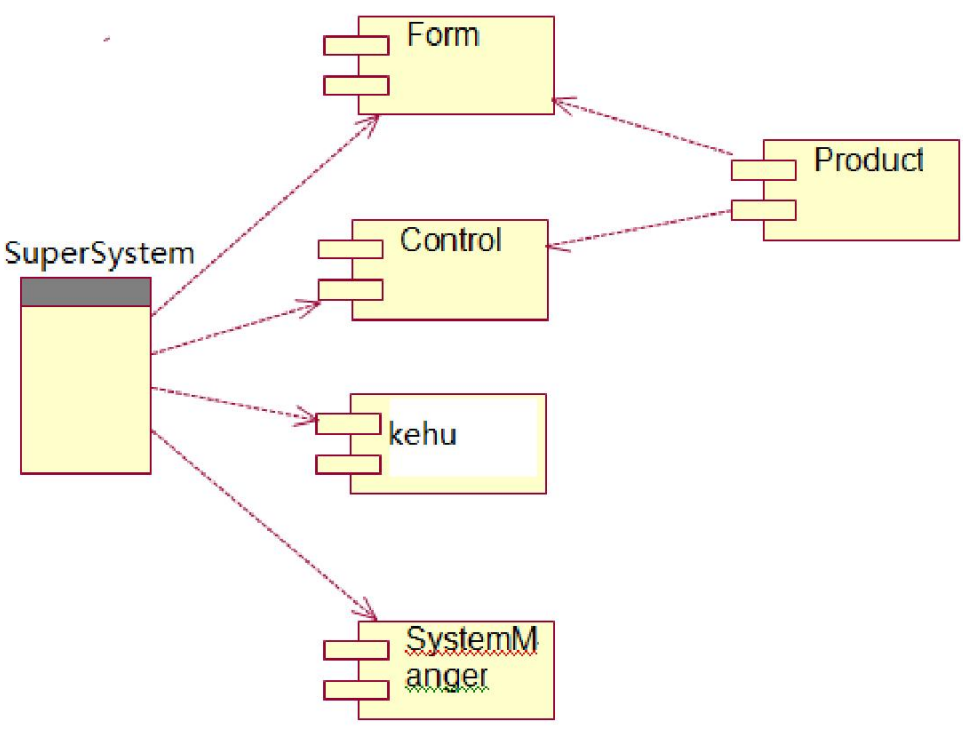 Form
Product
Control
SuperSystem
kehu
SystemM
anger